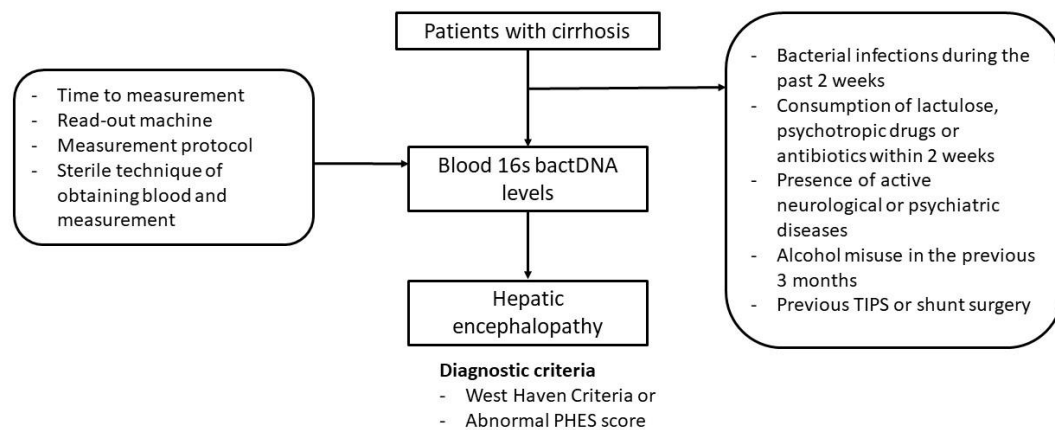 Patients with cirrhosis
- Time to measurement
- Read-out machine
- Measurement protocol
- Sterile technique of
obtaining blood and
measurement
Blood 16s bactDNA
levels
- Bacterial infections during the
past 2 weeks
- Consumption of lactulose,
psychotropic drugs or
antibiotics within 2 weeks
- Presence of active
neurological or psychiatric
diseases
- Alcohol misuse in the previous
3 months
- Previous TIPS or shunt surgery
Hepatic
encephalopathy
Diagnostic criteria
- West Haven Criteria or
- Abnormal PHES score